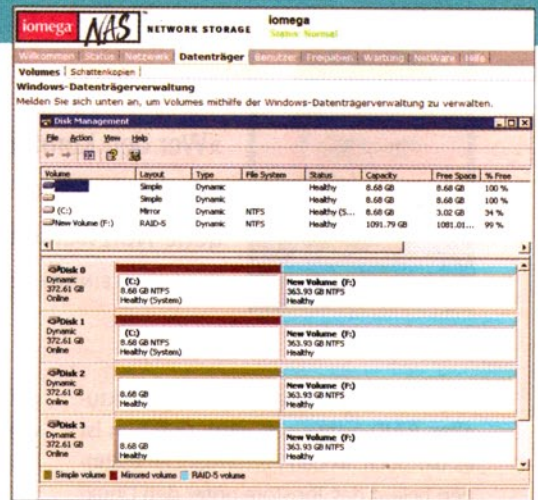 iomega NAS NETWORK STORAGE
iomega
Status: Normal
Willkommen Status Netzwerk Datenträger Benutzer Freigaben Wartung NetWare Hilfe
Volumes Schattenkopien
Windows-Datenträgerverwaltung
Melden Sie sich unten an, um Volumes mithilfe der Windows-Datenträgerverwaltung zu verwalten.
Disk Management
File Action View Help
Volume Layout Type File System Status Capacity Free Space % Free
Simple Dynamic Healthy 8.68 GB 8.68 GB 100 %
Simple Dynamic Healthy 8.68 GB 8.68 GB 100 %
(C:) Mirror Dynamic NTFS Healthy (S... 8.68 GB 3.02 GB 34 %
New Volume (F:) RAID-5 Dynamic NTFS Healthy 1091.79 GB 1081.01... 99 %
Disk 0
Dynamic
372.61 GB
Online
(C:)
8.68 GB NTFS
Healthy (System)
New Volume (F:)
363.93 GB NTFS
Healthy
Disk 1
Dynamic
372.61 GB
Online
(C:)
8.68 GB NTFS
Healthy (System)
New Volume (F:)
363.93 GB NTFS
Healthy
Disk 2
Dynamic
372.61 GB
Online
8.68 GB
Healthy
New Volume (F:)
363.93 GB NTFS
Healthy
Disk 3
Dynamic
372.61 GB
Online
8.68 GB
Healthy
New Volume (F:)
363.93 GB NTFS
Healthy
Simple volume Mirrored volume RAID-5 volume